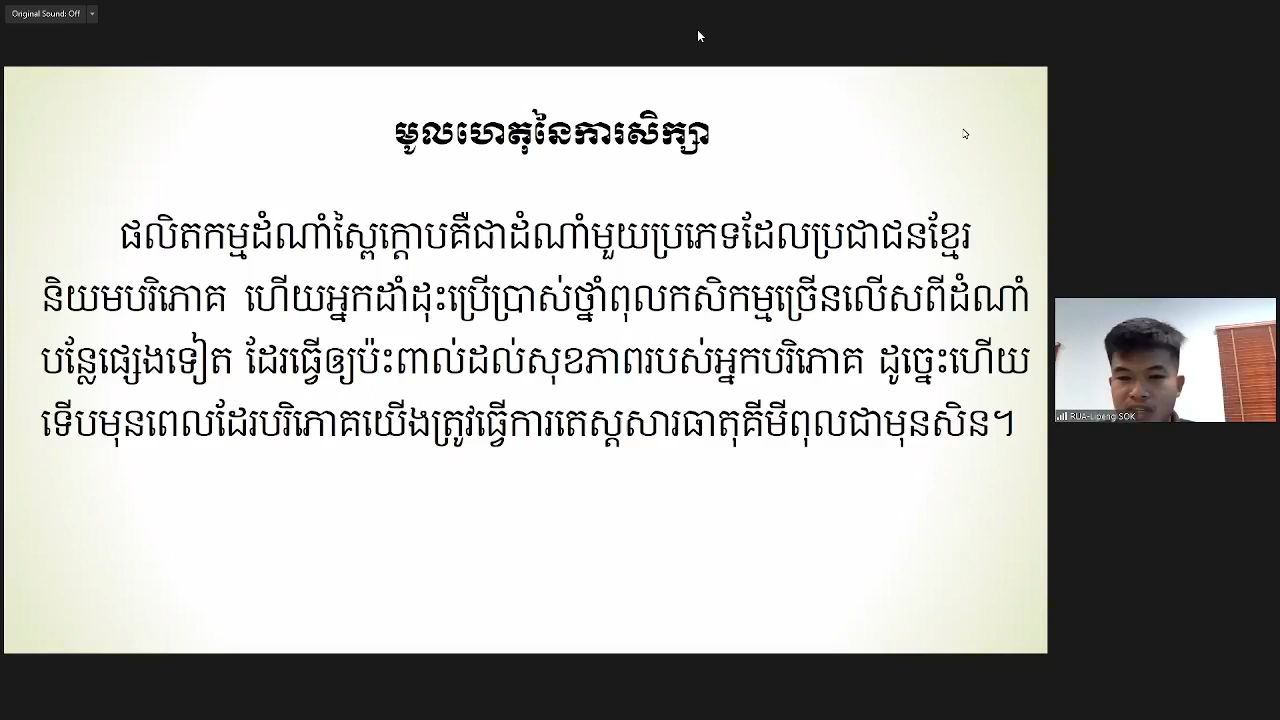 Original Sound: Off
មូលហេតុនៃការសិក្សា
ផលិតកម្មដំណាំស្ពៃក្តោបគឺជាដំណាំមួយប្រភេទដែលប្រជាជនខ្មែរ
និយមបរិភោគ ហើយអ្នកដាំដុះប្រើប្រាស់ថ្នាំពុលកសិកម្មច្រើនលើសពីដំណាំ
បន្លែផ្សេងទៀត ដែរធ្វើឲ្យប៉ះពាល់ដល់សុខភាពរបស់អ្នកបរិភោគ ដូច្នេះហើយ
ទើបមុនពេលដែរបរិភោគយើងត្រូវធ្វើការតេស្តសារធាតុគីមីពុលជាមុនសិន។
RUA-Lipeng SOK